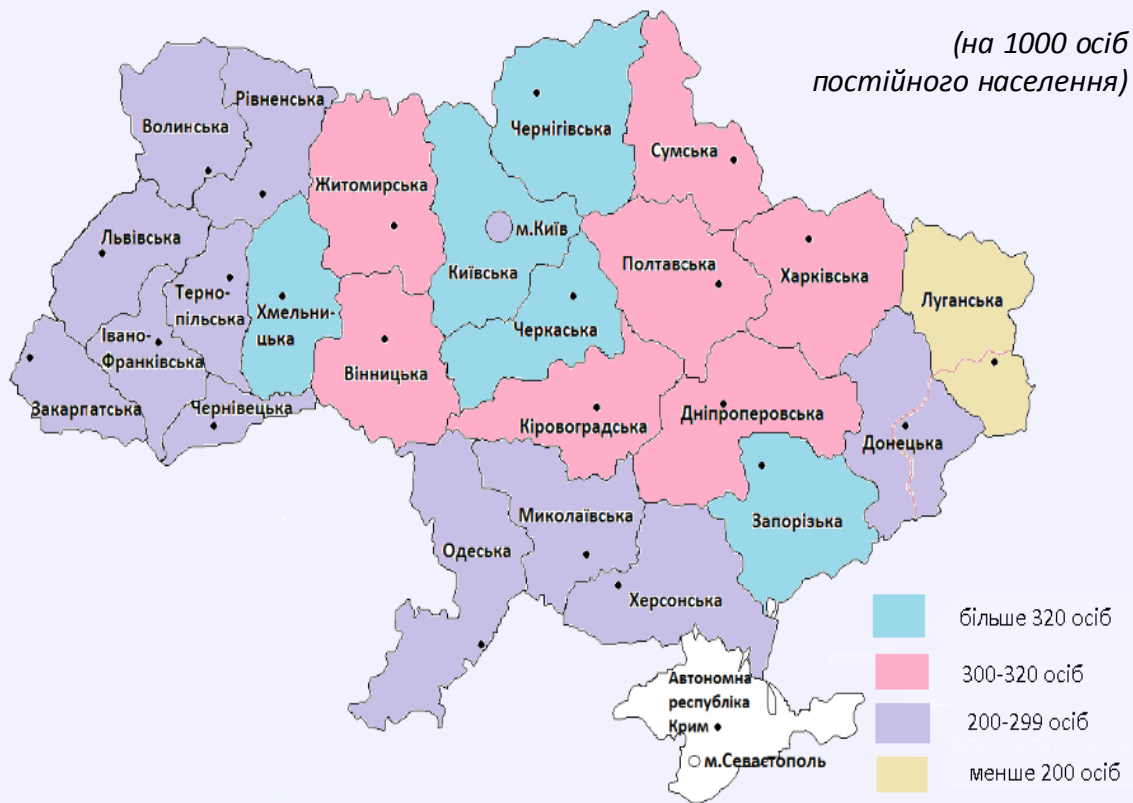 (на 1000 осіб
постійного населення)
Рівненська
Волинська
Чернігівська
Сумська
Житомирська
Львівська
м.Київ
Київська
Полтавська
Харківська
Терно-
пільська
Хмельни-
цька
Черкаська
Луганська
Івано-
Франківська
Вінницька
Закарпатська
Чернівецька
Кіровоградська
Дніпроперовська
Донецька
Миколаївська
Запорізька
Одеська
Херсонська
більше 320 осіб
300-320 осіб
200-299 осіб
менше 200 осіб
Автономна
республіка
Крим
м.Севастополь